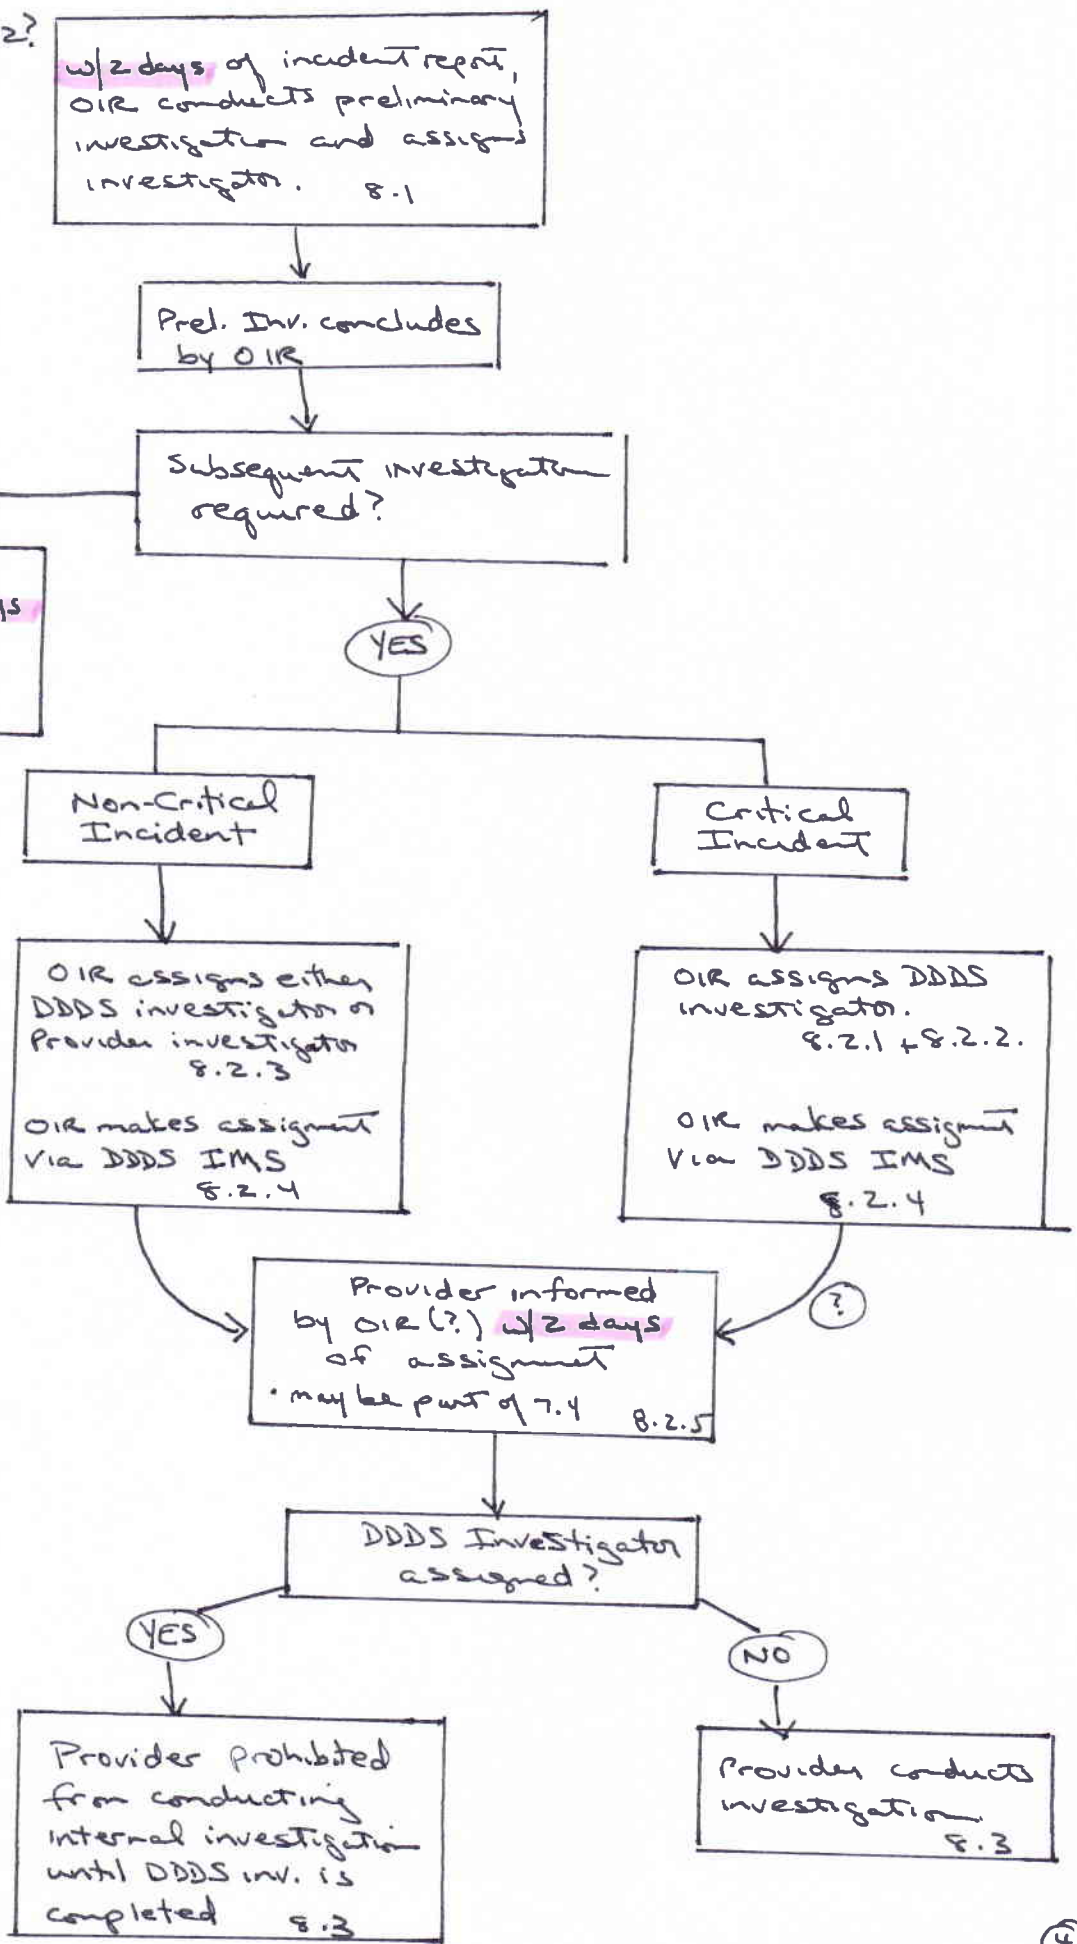 2?
w/2 days of incident report,
OIR conducts preliminary
investigation and assigns
investigator. 8.1
Prel. Inv. concludes
by OIR
Subsequent investigation
required?
ys
YES
Non-Critical
Incident
Critical
Incident
OIR assigns either
DDDS investigator or
Provider investigator
8.2.3
OIR makes assigment
via DDDS IMS
8.2.4
OIR assigns DDDS
investigator.
8.2.1 + 8.2.2.
OIR makes assigment
Via DDDS IMS
8.2.4
Provider informed
by OIR (?) w/2 days
of assignment
• may be part of 7.4 8.2.5
?
DDDS Investigator
assigned?
YES
NO
Provider prohibited
from conducting
internal investigation
until DDDS inv. is
completed 8.3
Provider conducts
investigation.
8.3
4